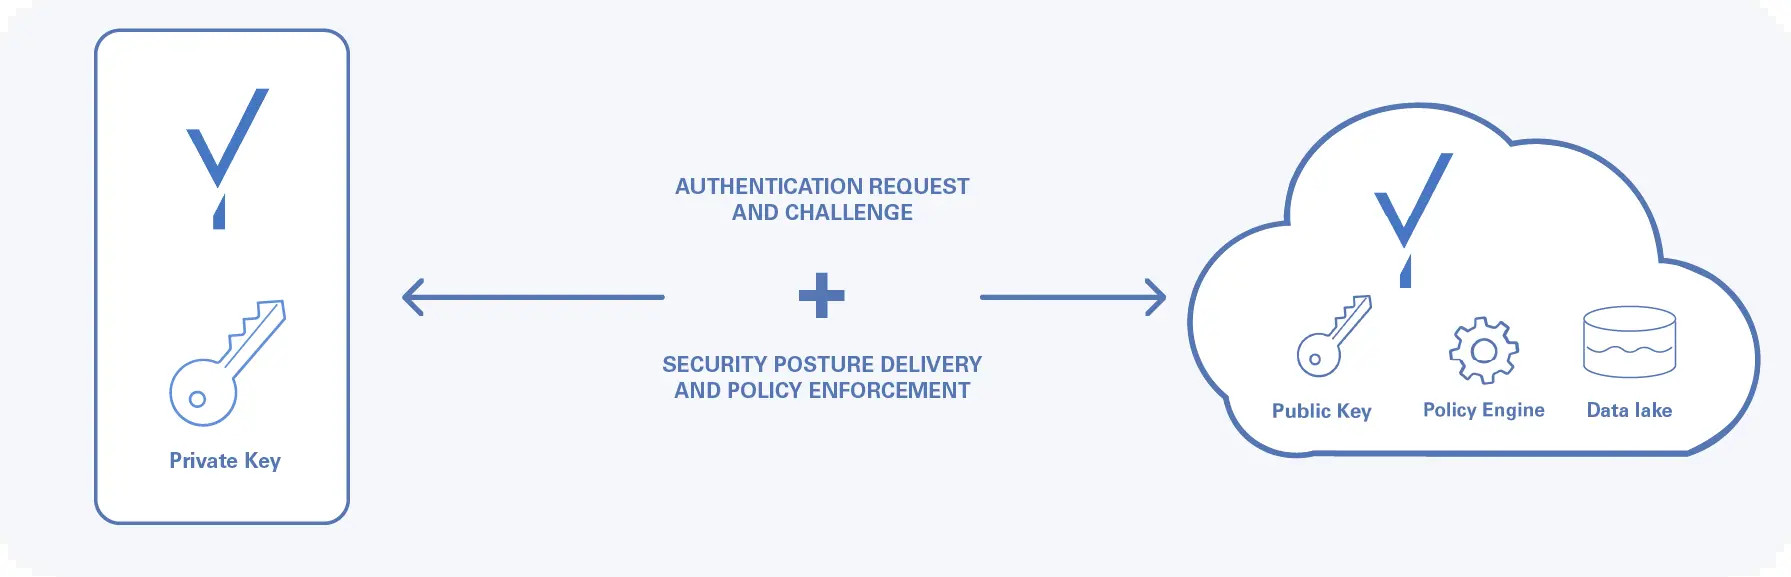 AUTHENTICATION REQUEST
AND CHALLENGE
SECURITY POSTURE DELIVERY
AND POLICY ENFORCEMENT
Private Key
Public Key
Policy Engine
Data lake